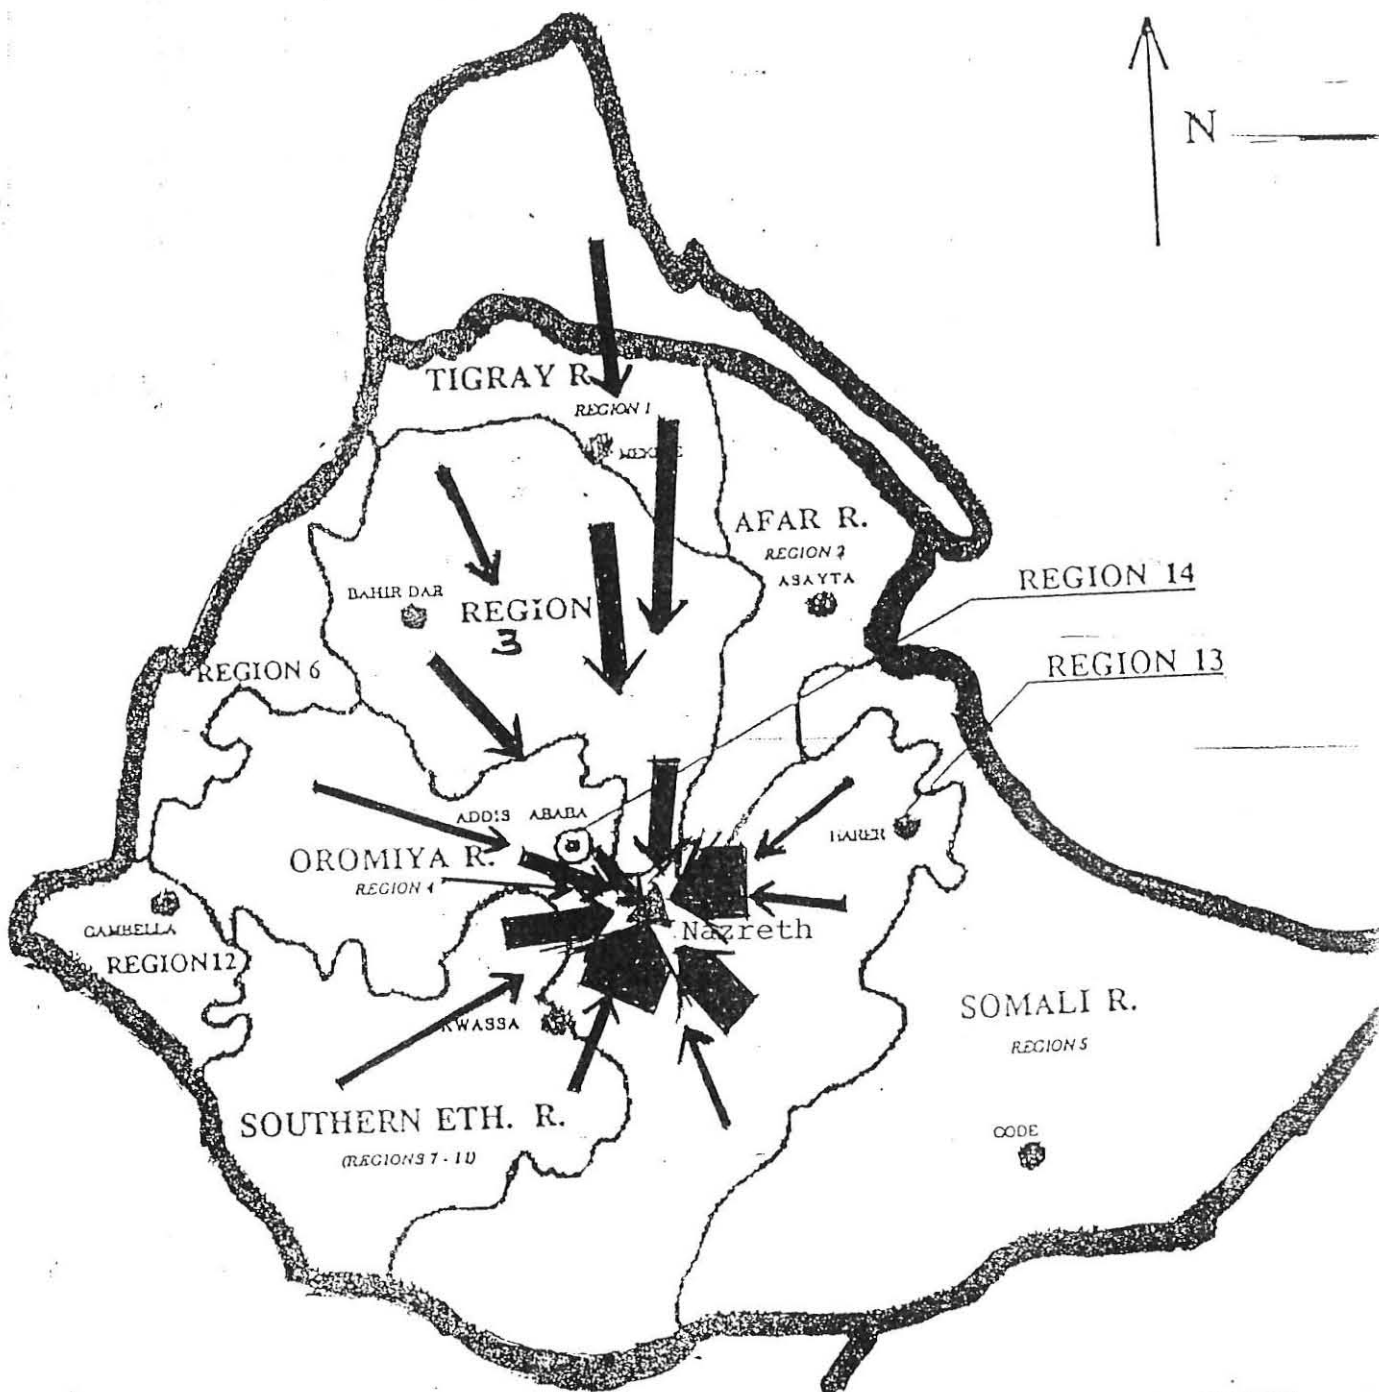 N
TIGRAY R
REGION 1
AFAR R.
REGION 2
ASAYTA
REGION 14
BAHIR DAR
REGION
3
REGION 13
REGION 6
ADDIS ABABA
HARER
OROMIYA R.
REGION 4
GAMBELLA
REGION 12
Nazreth
SOMALI R.
REGION 5
SOUTHERN ETH. R.
(REGIONS 7 - 11)
GODE